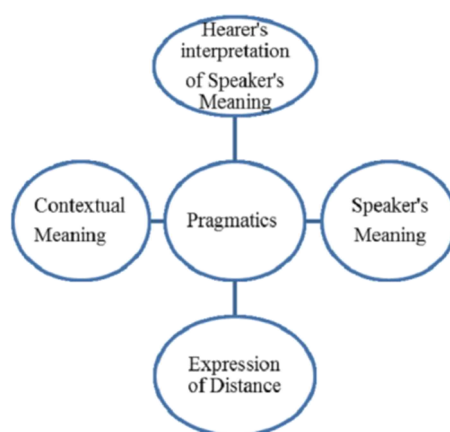 Hearer's
interpretation
of Speaker's
Meaning
Contextual
Meaning
Pragmatics
Speaker's
Meaning
Expression
of Distance